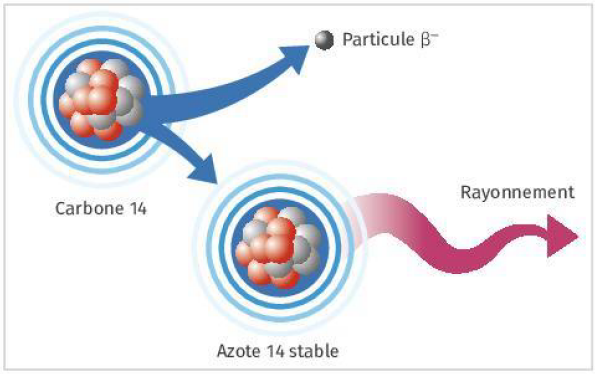 Particule β⁻
Carbone 14
Rayonnement
Azote 14 stable